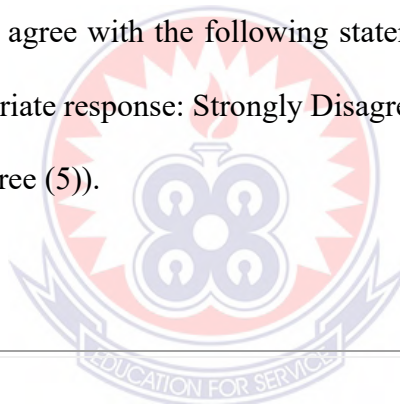 agree with the following state
riate response: Strongly Disagre
ree (5)).
EDUCATION FOR SERVICE